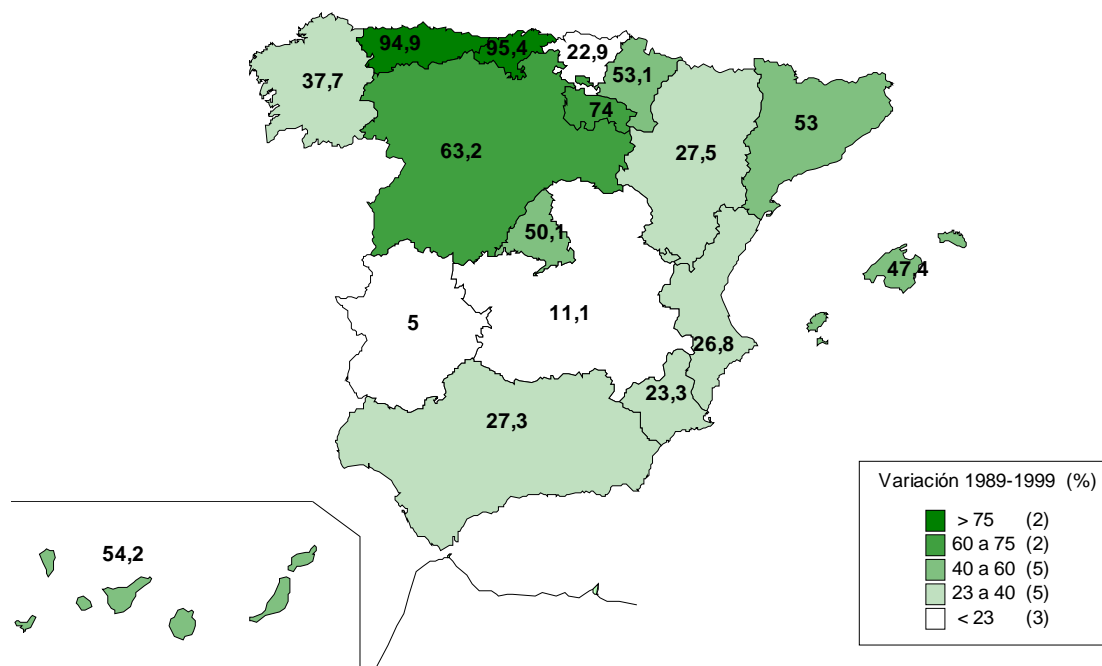 94,9
95,4
22,9
37,7
53,1
74
53
63,2
27,5
50,1
47,4
5
11,1
26,8
23,3
27,3
54,2
Variación 1989-1999 (%)
> 75 (2)
60 a 75 (2)
40 a 60 (5)
23 a 40 (5)
< 23 (3)